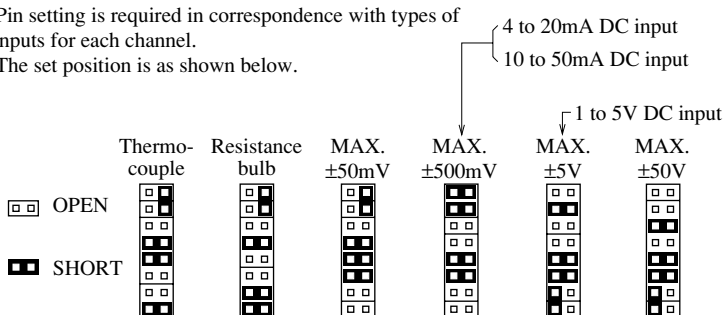 Pin setting is required in correspondence with types of
inputs for each channel.
The set position is as shown below.
4 to 20mA DC input
10 to 50mA DC input
1 to 5V DC input
Thermo-
couple
Resistance
bulb
MAX.
±50mV
MAX.
±500mV
MAX.
±5V
MAX.
±50V
OPEN
SHORT